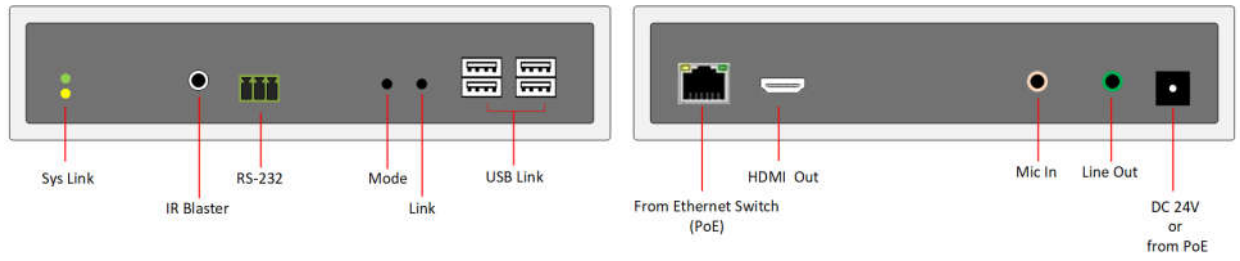 Sys Link
IR Blaster
RS-232
Mode
Link
USB Link
From Ethernet Switch
(PoE)
HDMI Out
Mic In
Line Out
DC 24V
or
from PoE